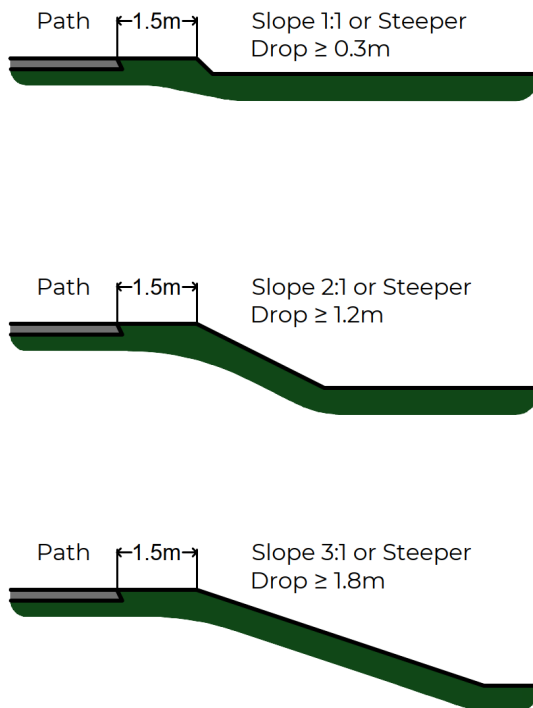 Path 1.5m Slope 1:1 or Steeper
Drop ≥ 0.3m
Path 1.5m Slope 2:1 or Steeper
Drop ≥ 1.2m
Path 1.5m Slope 3:1 or Steeper
Drop ≥ 1.8m